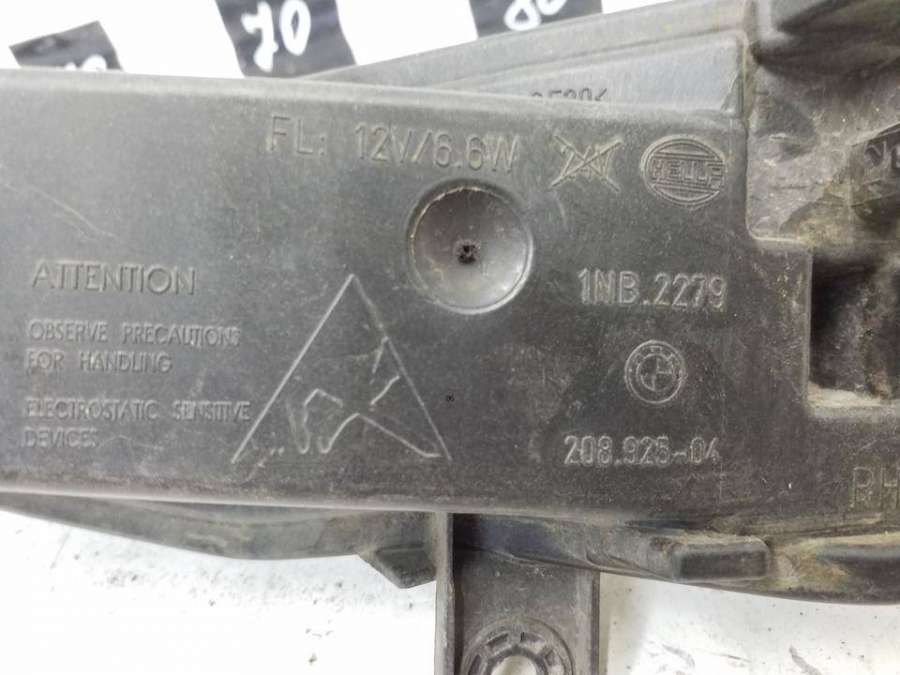 70
FL: 12V/6.6W
HELLA
1NB.2279
ATTENTION
OBSERVE PRECAUTIONS
FOR HANDLING
ELECTROSTATIC SENSITIVE
DEVICES
208.925-04
RH